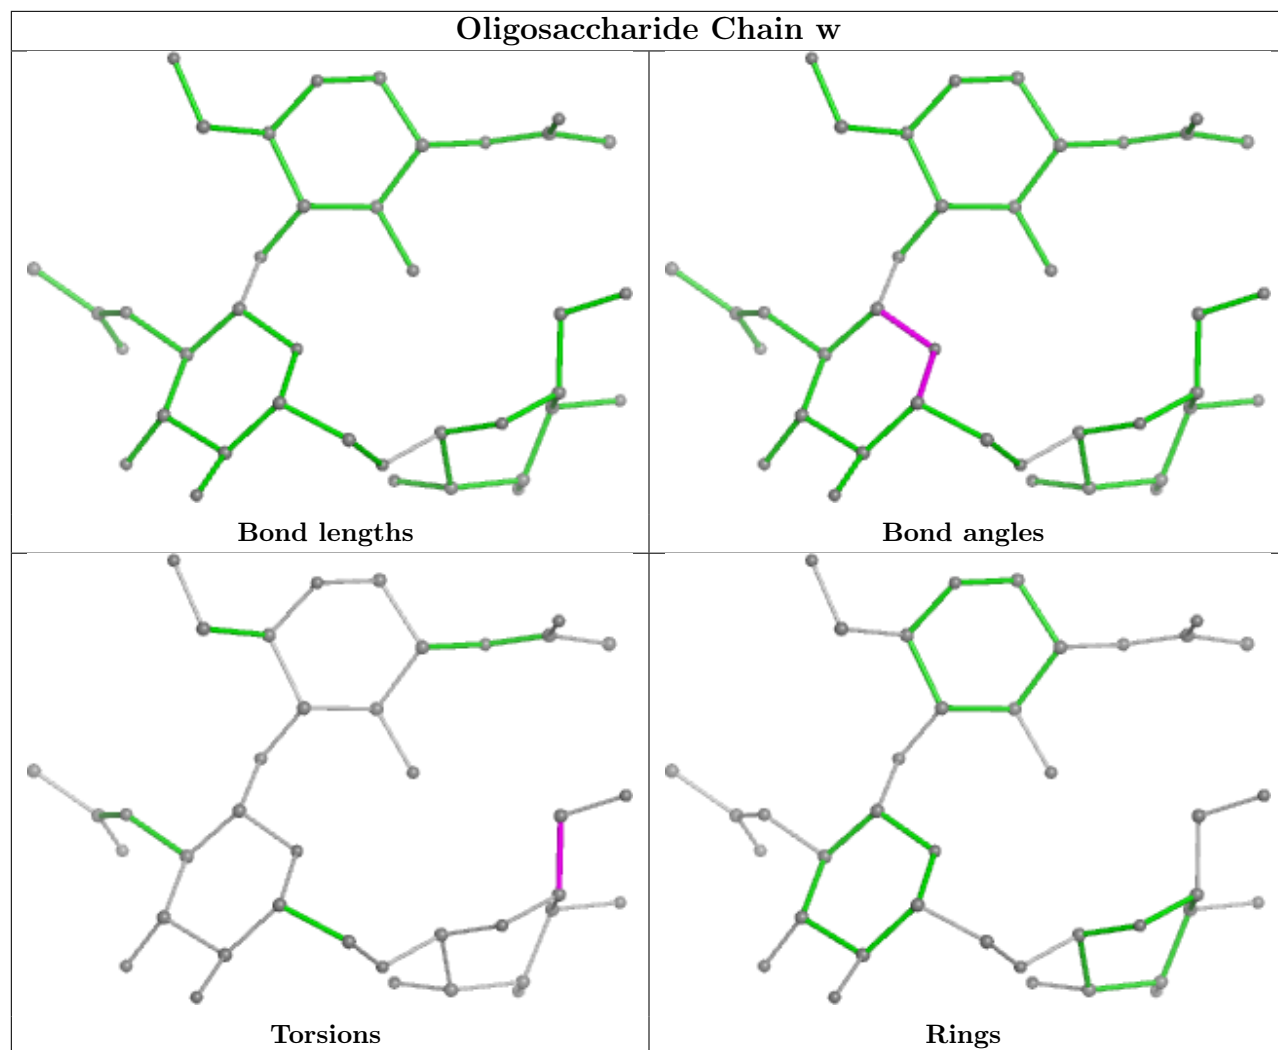 Oligosaccharide Chain w
Bond lengths
Bond angles
Torsions
Rings